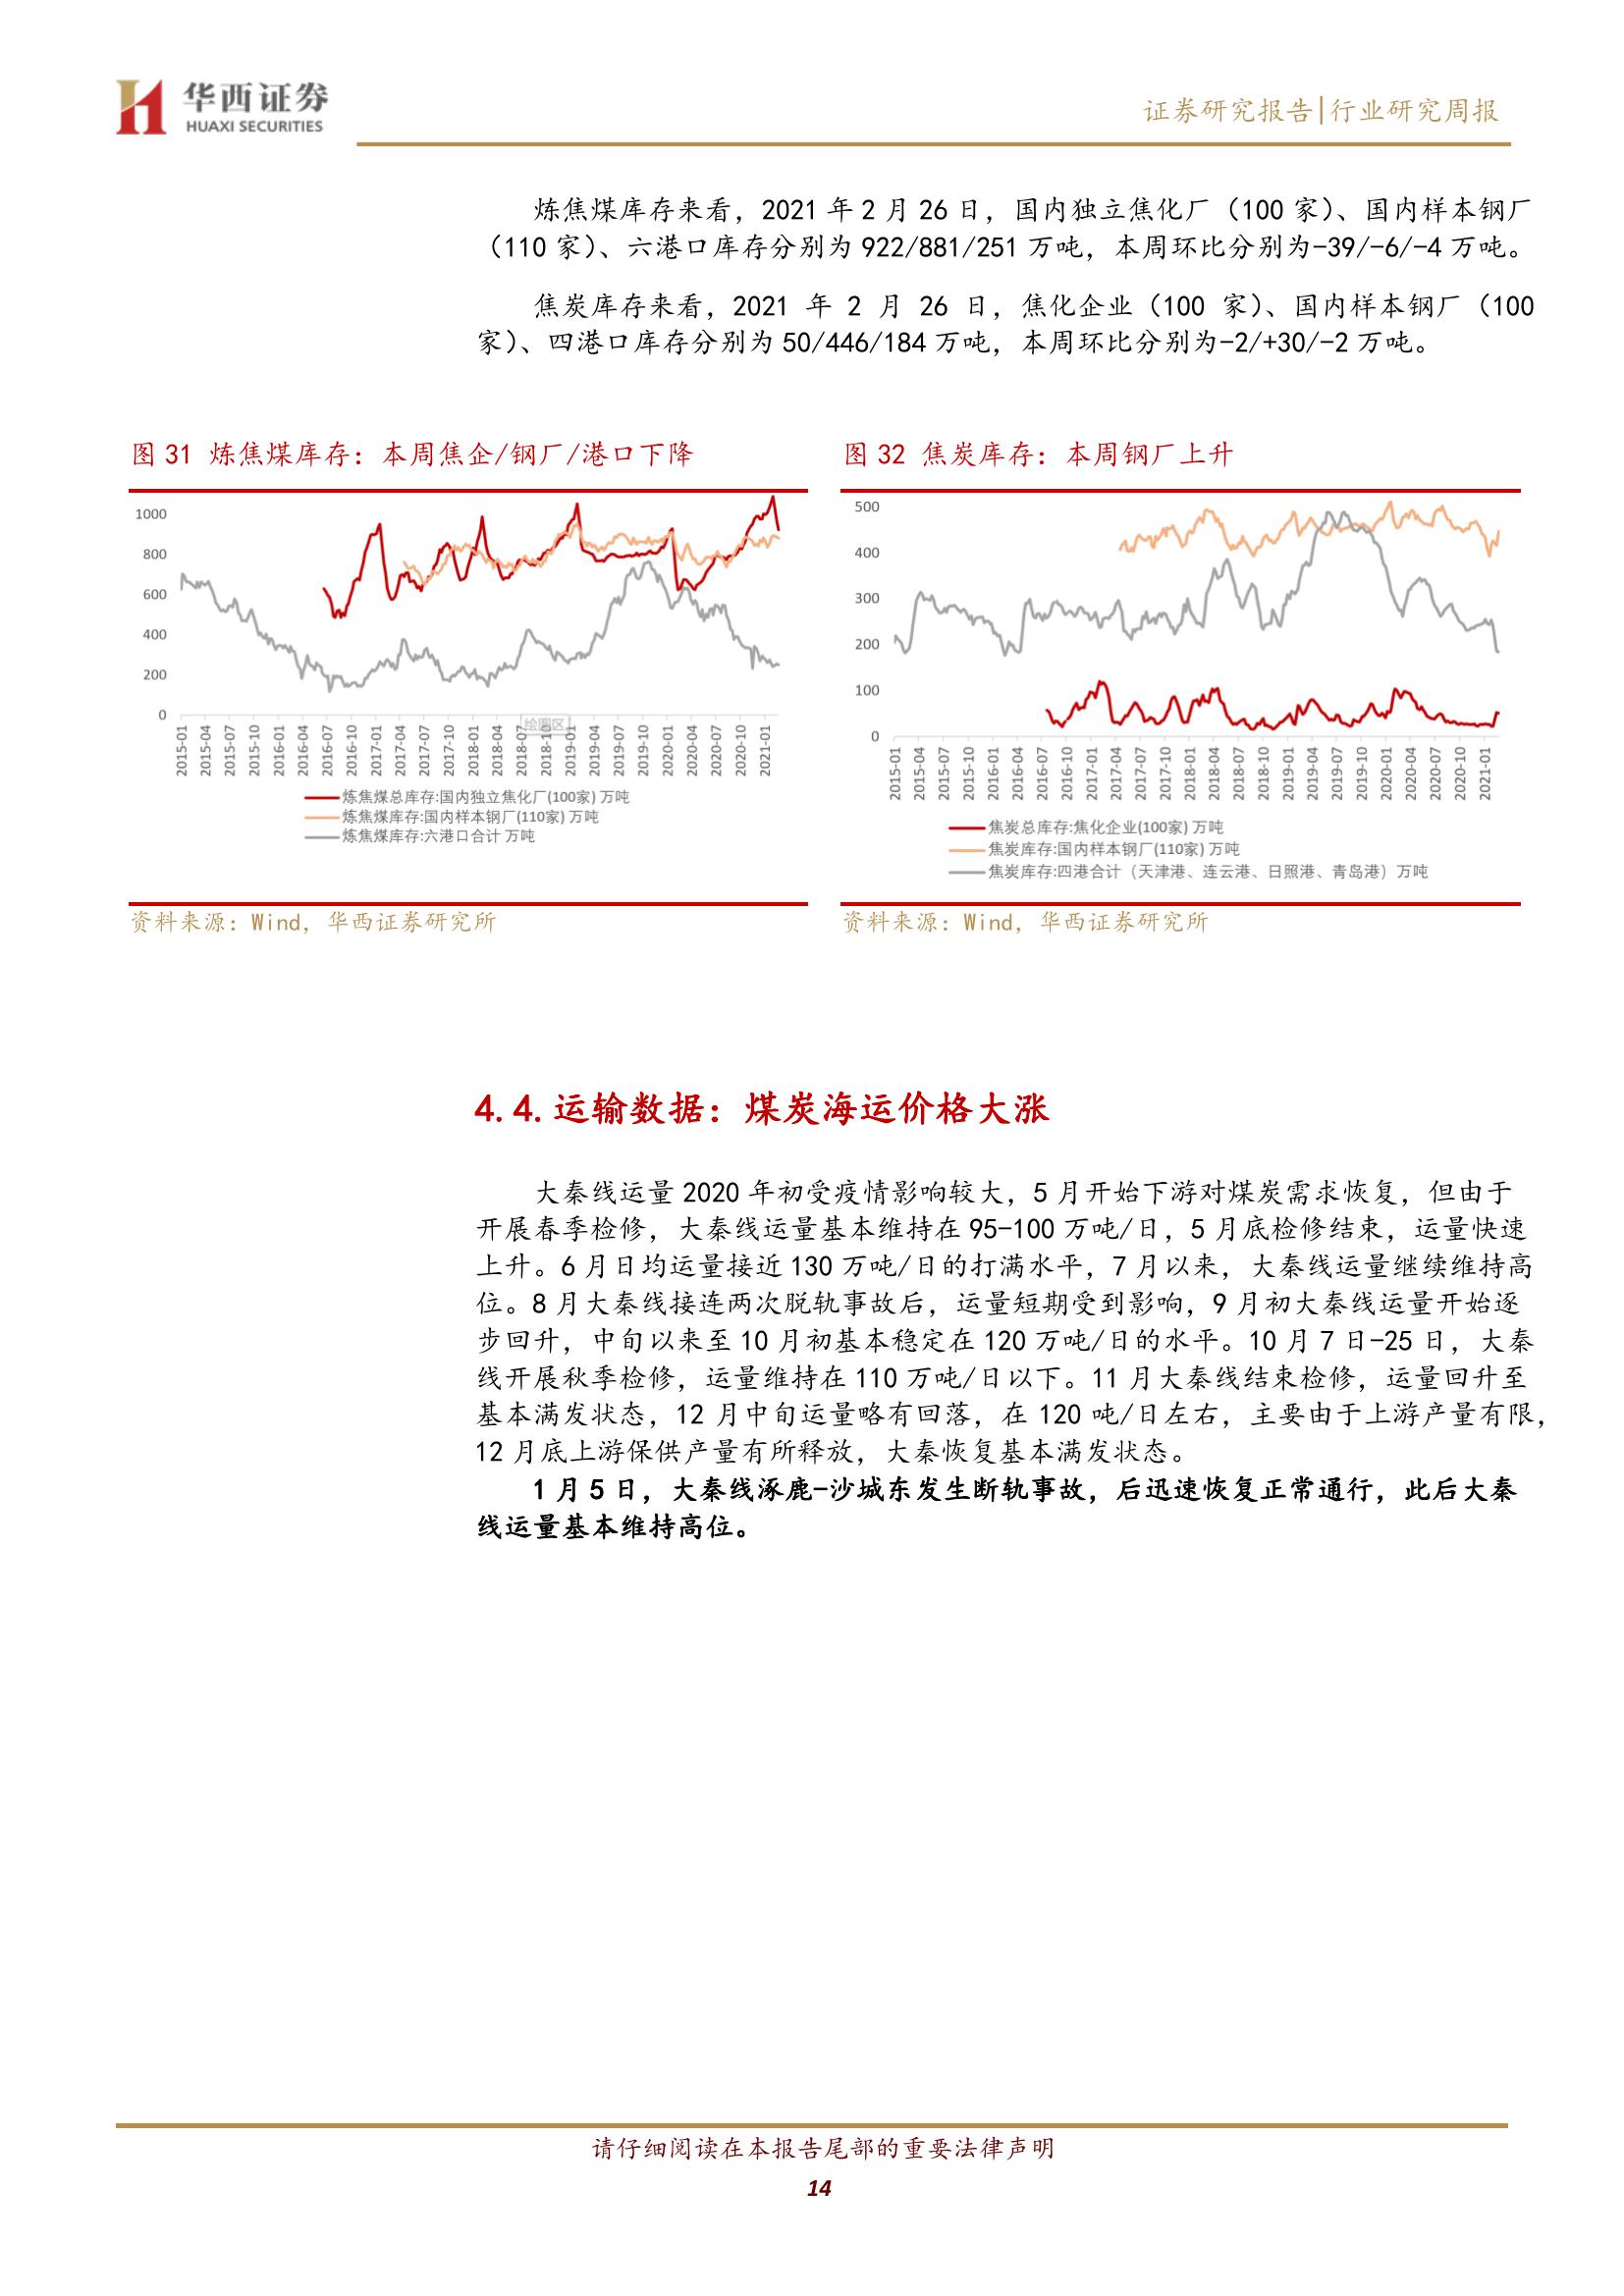 华西证券
HUAXI SECURITIES
证券研究报告|行业研究周报
炼焦煤库存来看，2021 年 2 月 26 日，国内独立焦化厂（100 家）、国内样本钢厂
（110 家）、六港口库存分别为 922/881/251 万吨，本周环比分别为-39/-6/-4 万吨。
焦炭库存来看，2021 年 2 月 26 日，焦化企业（100 家）、国内样本钢厂（100
家）、四港口库存分别为 50/446/184 万吨，本周环比分别为-2/+30/-2 万吨。
图 31 炼焦煤库存：本周焦企/钢厂/港口下降
1000
800
600
400
200
0
绘图区
2015-01
2015-04
2015-07
2015-10
2016-01
2016-04
2016-07
2016-10
2017-01
2017-04
2017-07
2017-10
2018-01
2018-04
2018-07
2018-10
2019-01
2019-04
2019-07
2019-10
2020-01
2020-04
2020-07
2020-10
2021-01
炼焦煤总库存:国内独立焦化厂(100家) 万吨
炼焦煤库存:国内样本钢厂(110家) 万吨
炼焦煤库存:六港口合计 万吨
资料来源：Wind，华西证券研究所
图 32 焦炭库存：本周钢厂上升
500
400
300
200
100
0
2015-01
2015-04
2015-07
2015-10
2016-01
2016-04
2016-07
2016-10
2017-01
2017-04
2017-07
2017-10
2018-01
2018-04
2018-07
2018-10
2019-01
2019-04
2019-07
2019-10
2020-01
2020-04
2020-07
2020-10
2021-01
焦炭总库存:焦化企业(100家) 万吨
焦炭库存:国内样本钢厂(110家) 万吨
焦炭库存:四港合计（天津港、连云港、日照港、青岛港）万吨
资料来源：Wind，华西证券研究所
4.4.运输数据：煤炭海运价格大涨
大秦线运量 2020 年初受疫情影响较大，5 月开始下游对煤炭需求恢复，但由于
开展春季检修，大秦线运量基本维持在 95-100 万吨/日，5 月底检修结束，运量快速
上升。6 月日均运量接近 130 万吨/日的打满水平，7 月以来，大秦线运量继续维持高
位。8 月大秦线接连两次脱轨事故后，运量短期受到影响，9 月初大秦线运量开始逐
步回升，中旬以来至 10 月初基本稳定在 120 万吨/日的水平。10 月 7 日-25 日，大秦
线开展秋季检修，运量维持在 110 万吨/日以下。11 月大秦线结束检修，运量回升至
基本满发状态，12 月中旬运量略有回落，在 120 吨/日左右，主要由于上游产量有限，
12 月底上游保供产量有所释放，大秦恢复基本满发状态。
1 月 5 日，大秦线涿鹿-沙城东发生断轨事故，后迅速恢复正常通行，此后大秦
线运量基本维持高位。
请仔细阅读在本报告尾部的重要法律声明
14